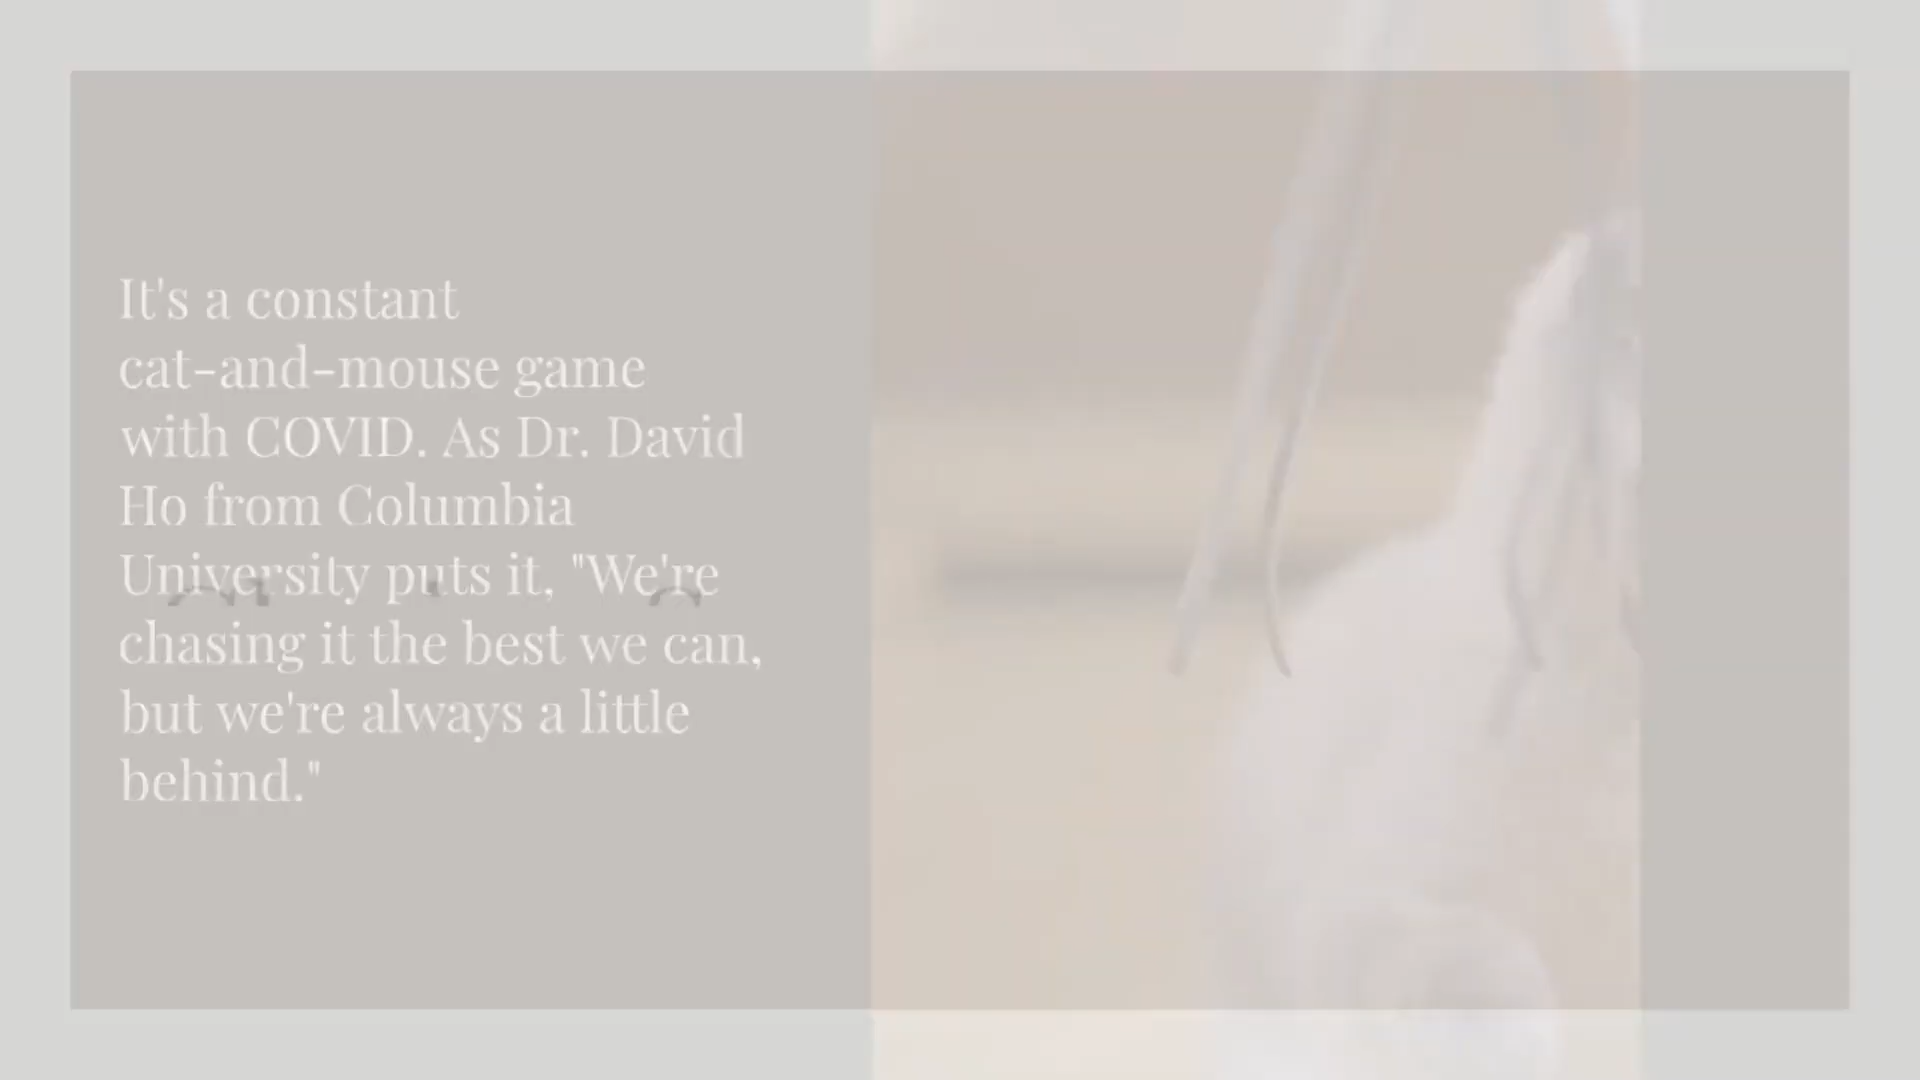 It's a constant
cat-and-mouse game
with COVID. As Dr. David
Ho from Columbia
University puts it, "We're
chasing it the best we can,
but we're always a little
behind."